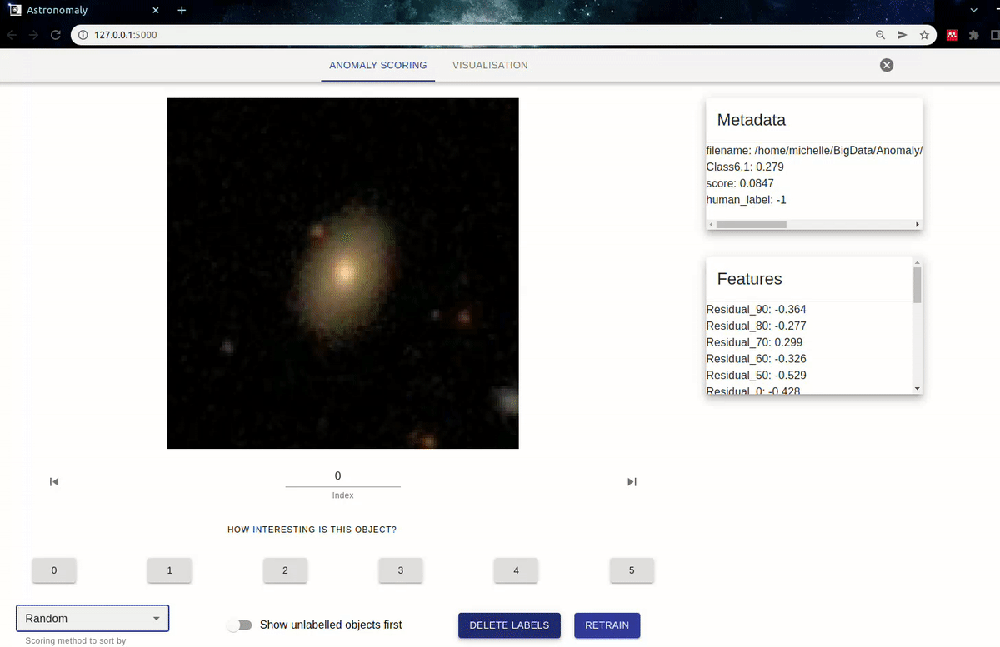 Astronomaly
127.0.0.1:5000
ANOMALY SCORING
VISUALISATION
Metadata
filename: /home/michelle/BigData/Anomaly/
Class6.1: 0.279
score: 0.0847
human_label: -1
Features
Residual_90: -0.364
Residual_80: -0.277
Residual_70: 0.299
Residual_60: -0.326
Residual_50: -0.529
Residual_0: -0.428
0
Index
HOW INTERESTING IS THIS OBJECT?
0 1 2 3 4 5
Random
Scoring method to sort by
Show unlabelled objects first
DELETE LABELS
RETRAIN